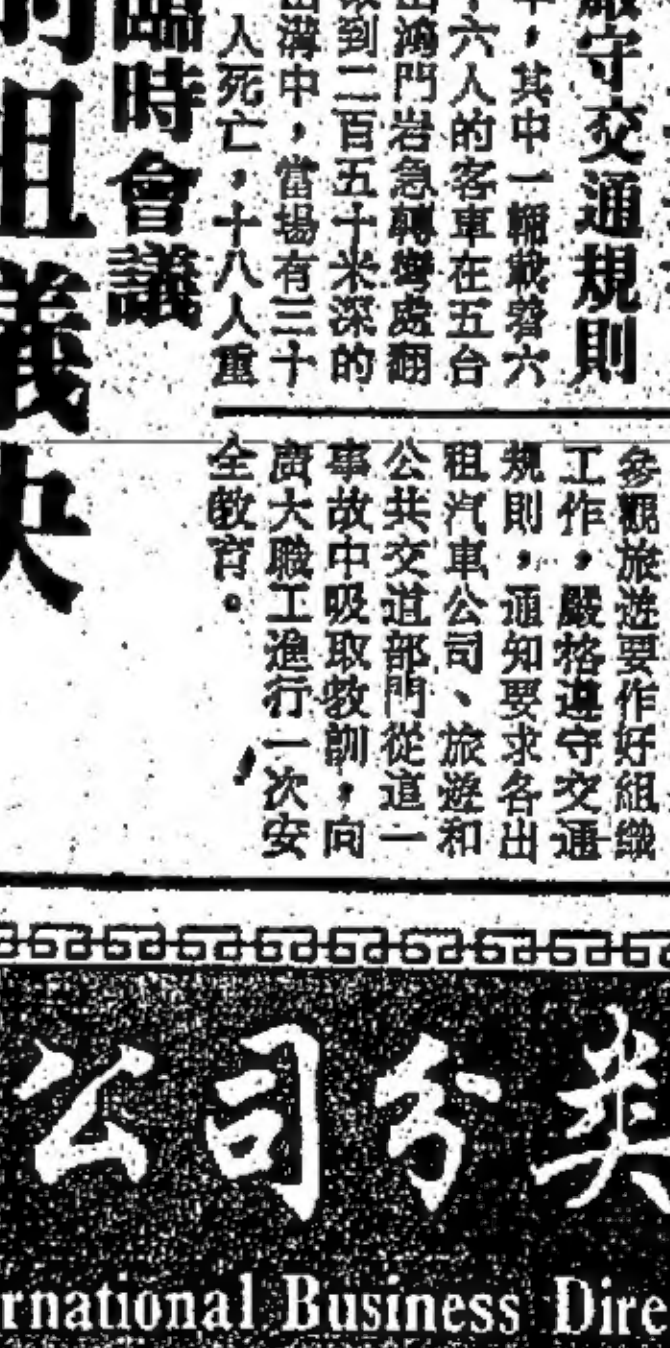 嚴守交通規則
，其中一輛載着六
十六人的客車在五台
山鴻門岩急轉彎處翻
滾到二百五十米深的
山溝中，當場有三十
人死亡，十八人重
參觀旅遊要作好組織
工作，嚴格遵守交通
規則，通知要求各出
租汽車公司、旅遊和
公共交道部門從這一
事故中吸取教訓，向
廣大職工進行一次安
全教育。
臨時會議
議決
公司分类
rnational Business Dire